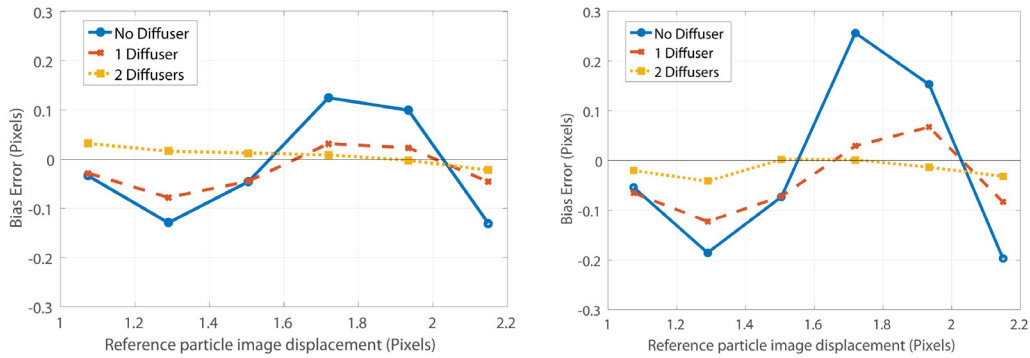 0.3
0.2
0.1
0
-0.1
-0.2
-0.3
Bias Error (Pixels)
No Diffuser
1 Diffuser
2 Diffusers
1 1.2 1.4 1.6 1.8 2 2.2
Reference particle image displacement (Pixels)
0.3
0.2
0.1
0
-0.1
-0.2
-0.3
Bias Error (Pixels)
No Diffuser
1 Diffuser
2 Diffusers
1 1.2 1.4 1.6 1.8 2 2.2
Reference particle image displacement (Pixels)